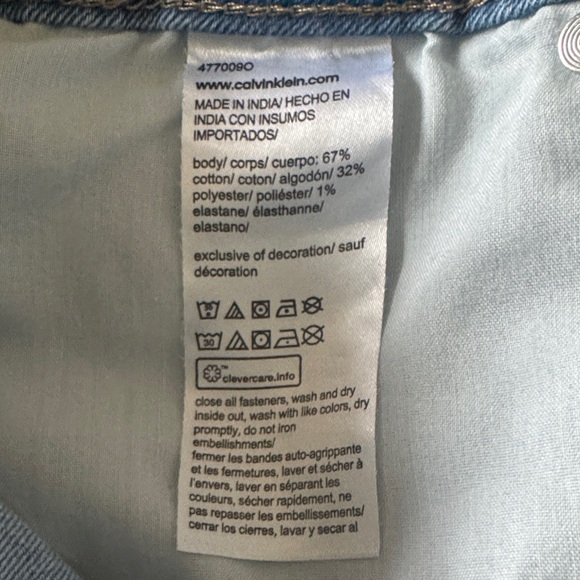 477009O
www.calvinklein.com
MADE IN INDIA/ HECHO EN
INDIA CON INSUMOS
IMPORTADOS/
body/ corps/ cuerpo: 67%
cotton/ coton/ algodón/ 32%
polyester/ poliéster/ 1%
elastane/ élasthanne/
elastano/
exclusive of decoration/ sauf
décoration
30
clevercare.info
close all fasteners, wash and dry
inside out, wash with like colors, dry
promptly, do not iron
embellishments/
fermer les bandes auto-agrippante
et les fermetures, laver et sécher à
l'envers, laver en séparant les
couleurs, sécher rapidement, ne
pas repasser les embellissements/
cerrar los cierres, lavar y secar al